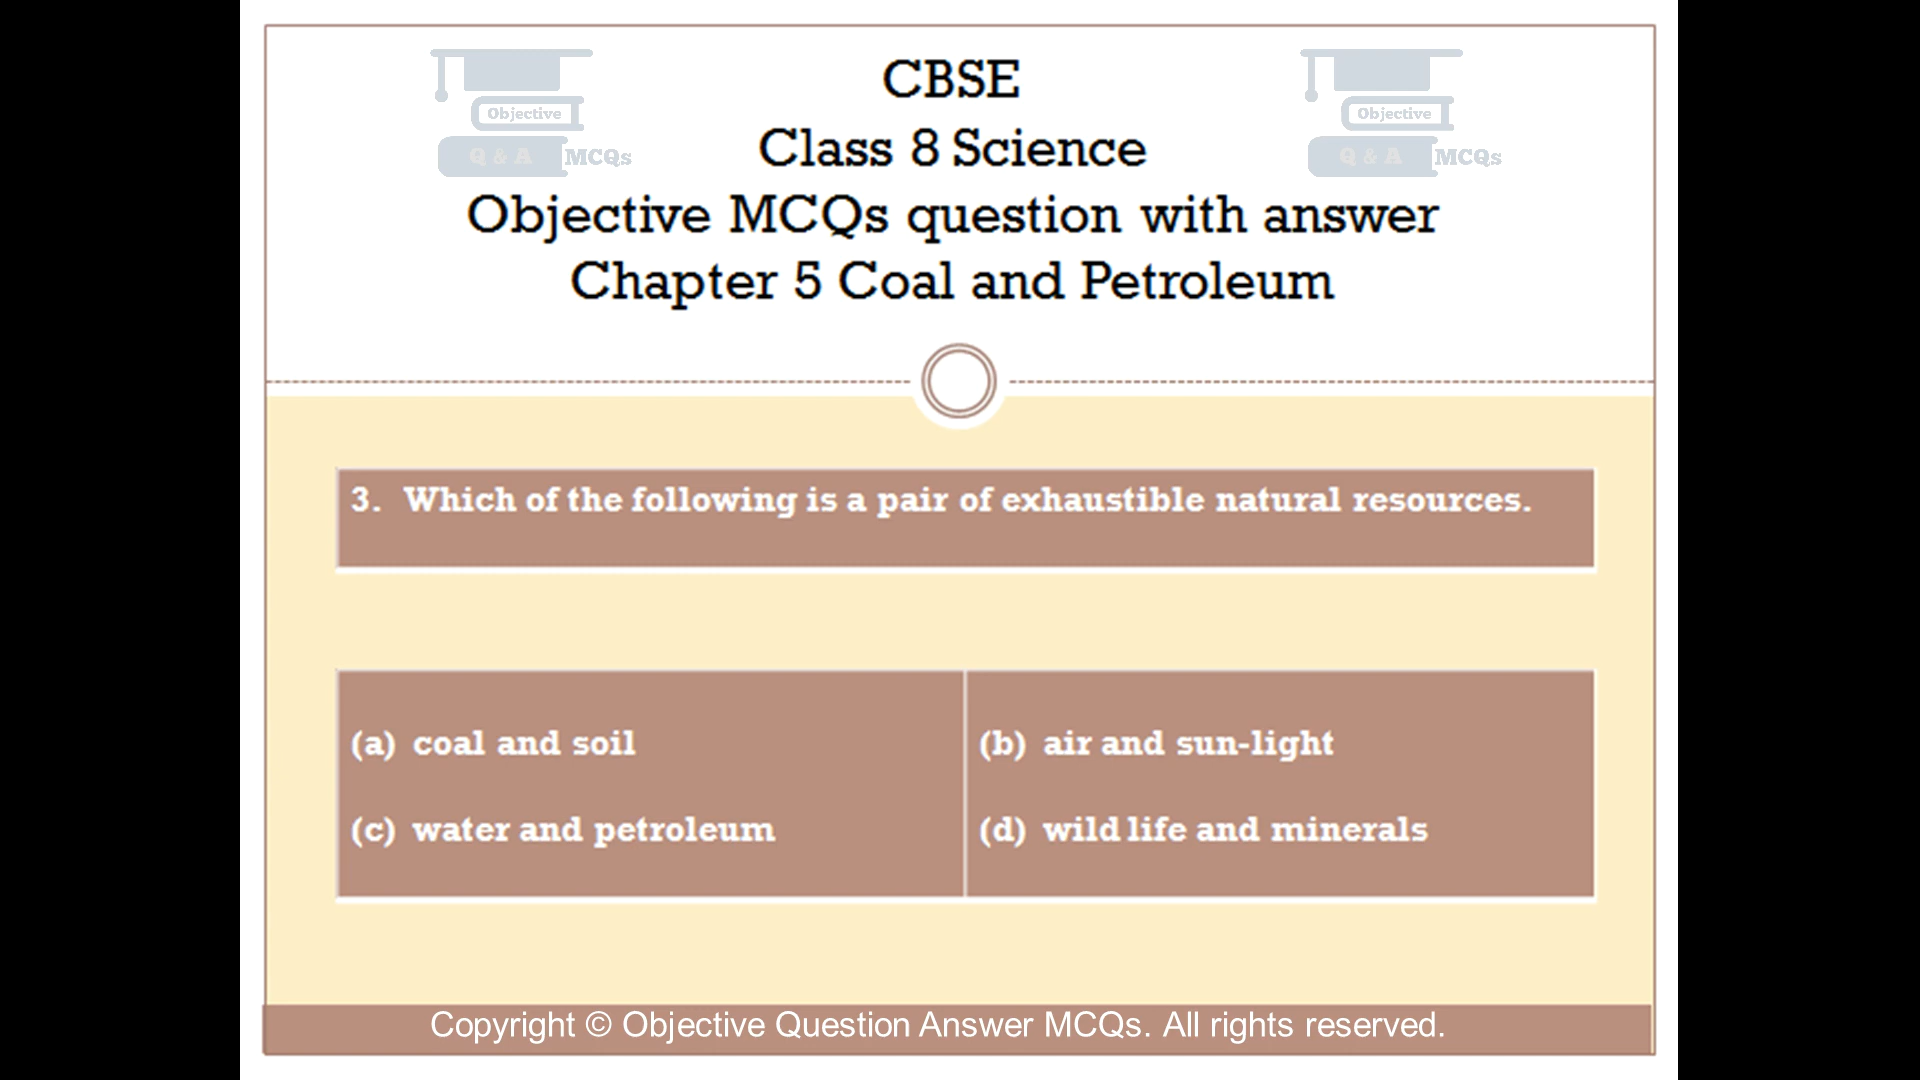 CBSE
Class 8 Science
Objective MCQs question with answer
Chapter 5 Coal and Petroleum
Objective
Q & A MCQs
Objective
Q & A MCQs
3. Which of the following is a pair of exhaustible natural resources.
(a) coal and soil
(b) air and sun-light
(c) water and petroleum
(d) wild life and minerals
Copyright © Objective Question Answer MCQs. All rights reserved.